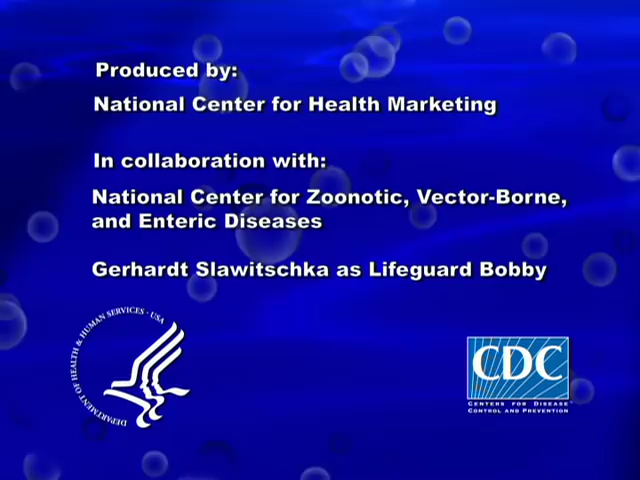 Produced by:
National Center for Health Marketing
In collaboration with:
National Center for Zoonotic, Vector-Borne,
and Enteric Diseases
Gerhardt Slawitschka as Lifeguard Bobby
DEPARTMENT OF HEALTH & HUMAN SERVICES · USA
CDC
CENTERS FOR DISEASE
CONTROL AND PREVENTION